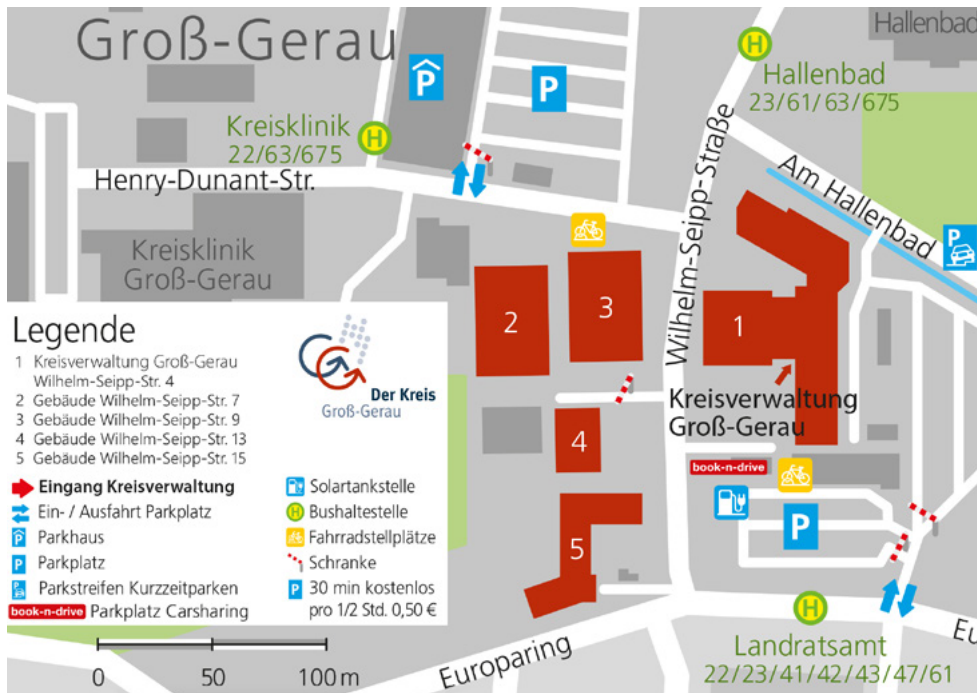 Groß-Gerau
Hallenbad
P
P
H
Hallenbad
23/61/63/675
Kreisklinik
22/63/675
H
Henry-Dunant-Str.
Wilhelm-Seipp-Straße
Am Hallenbad
P
Kreisklinik
Groß-Gerau
2
3
1
Legende
1 Kreisverwaltung Groß-Gerau
Wilhelm-Seipp-Str. 4
2 Gebäude Wilhelm-Seipp-Str. 7
3 Gebäude Wilhelm-Seipp-Str. 9
4 Gebäude Wilhelm-Seipp-Str. 13
5 Gebäude Wilhelm-Seipp-Str. 15
Der Kreis
Groß-Gerau
Eingang Kreisverwaltung
Ein- / Ausfahrt Parkplatz
P Parkhaus
P Parkplatz
P Parkstreifen Kurzzeitparken
book-n-drive Parkplatz Carsharing
Solartankstelle
H Bushaltestelle
Fahrradstellplätze
Schranke
P 30 min kostenlos
pro 1/2 Std. 0,50 €
0 50 100 m
Kreisverwaltung
Groß-Gerau
4
book-n-drive
P
5
H
Landratsamt
22/23/41/42/43/47/61
Europaring
Eu